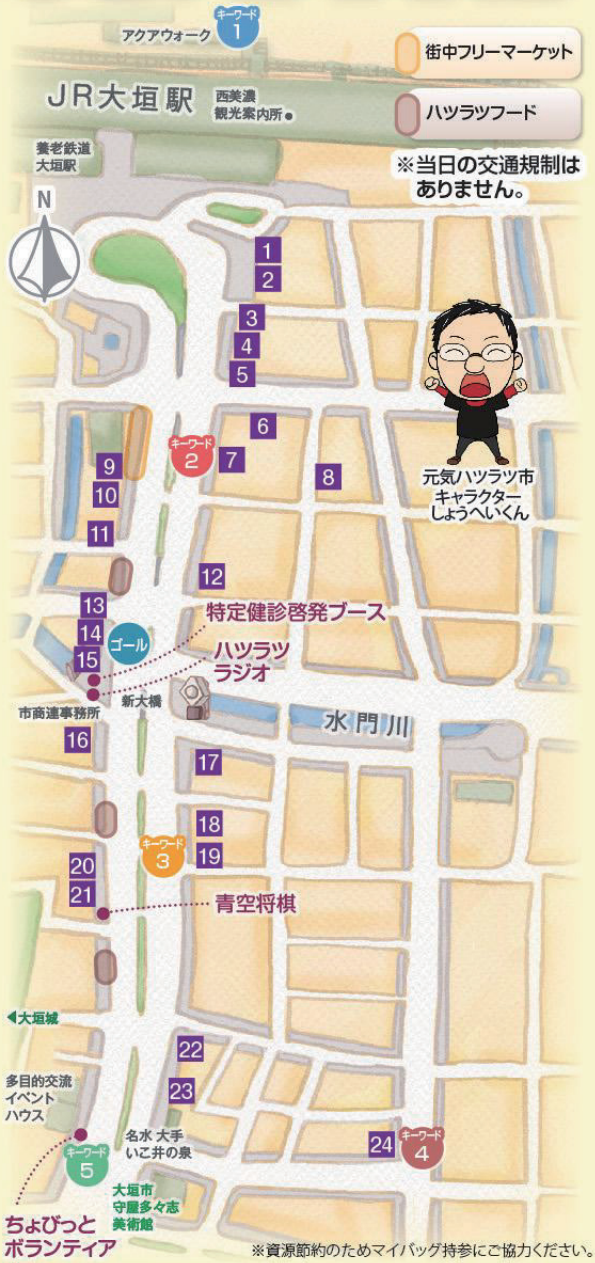 キーワード
1
アクアウォーク
街中フリーマーケット
JR大垣駅
西美濃
観光案内所
ハツラツフード
養老鉄道
大垣駅
※当日の交通規制は
ありません。
N
1
2
3
4
5
6
キーワード
2
7
8
元気ハツラツ市
キャラクター
しょうへいくん
9
10
11
12
13
特定健診啓発ブース
14
ゴール
15
ハツラツ
ラジオ
市商連事務所
新大橋
水門川
16
17
18
キーワード
3
19
20
21
青空将棋
◀大垣城
22
多目的交流
イベント
ハウス
23
名水 大手
いこ井の泉
24
キーワード
4
キーワード
5
大垣市
守屋多々志
美術館
ちょびっと
ボランティア
※資源節約のためマイバッグ持参にご協力ください。